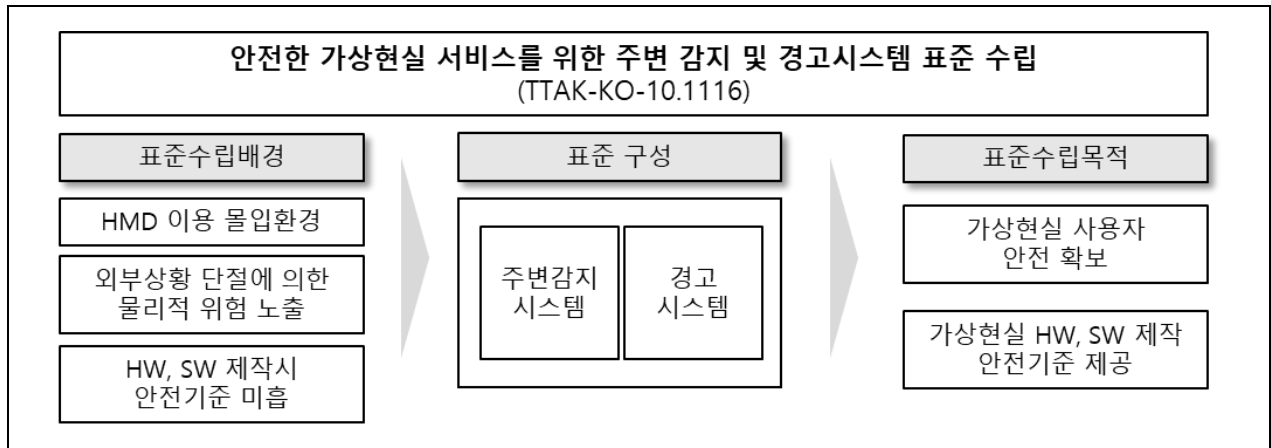 안전한 가상현실 서비스를 위한 주변 감지 및 경고시스템 표준 수립
(TTAK-KO-10.1116)
표준수립배경
HMD 이용 몰입환경
외부상황 단절에 의한
물리적 위험 노출
HW, SW 제작시
안전기준 미흡
표준 구성
주변감지
시스템
경고
시스템
표준수립목적
가상현실 사용자
안전 확보
가상현실 HW, SW 제작
안전기준 제공